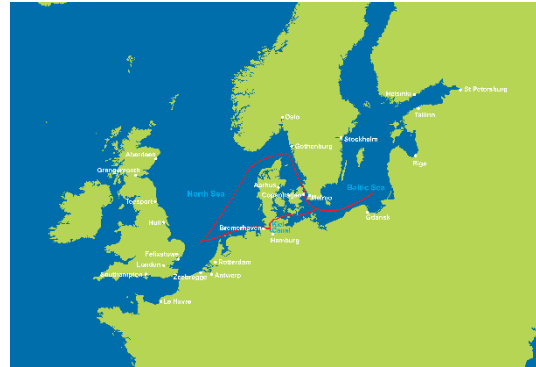 St Petersburg
Helsinki
Tallinn
Oslo
Stockholm
Gothenburg
Aberdeen
Riga
Grangemouth
Aarhus
Baltic Sea
North Sea
Copenhagen
Teesport
Gdansk
Hull
Bremerhaven
Kiel
Canal
Hamburg
Felixstowe
London
Rotterdam
Southampton
Zeebrugge
Antwerp
Le Havre